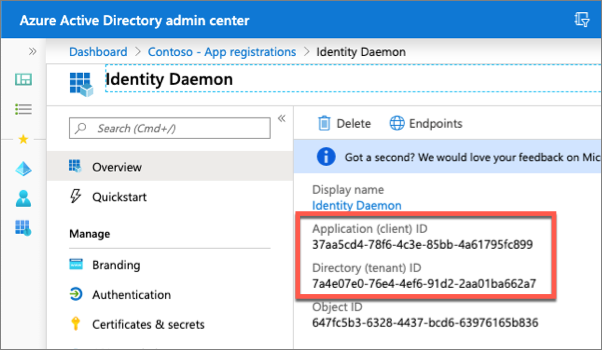 Azure Active Directory admin center
Dashboard > Contoso - App registrations > Identity Daemon
Identity Daemon
Search (Cmd+/)
Overview
Quickstart
Manage
Branding
Authentication
Certificates & secrets
Delete
Endpoints
Got a second? We would love your feedback on Mic
Display name
Identity Daemon
Application (client) ID
37aa5cd4-78f6-4c3e-85bb-4a61795fc899
Directory (tenant) ID
7a4e07e0-76e4-4ef6-91d2-2aa01ba662a7
Object ID
647fc5b3-6328-4437-bcd6-63976165b836